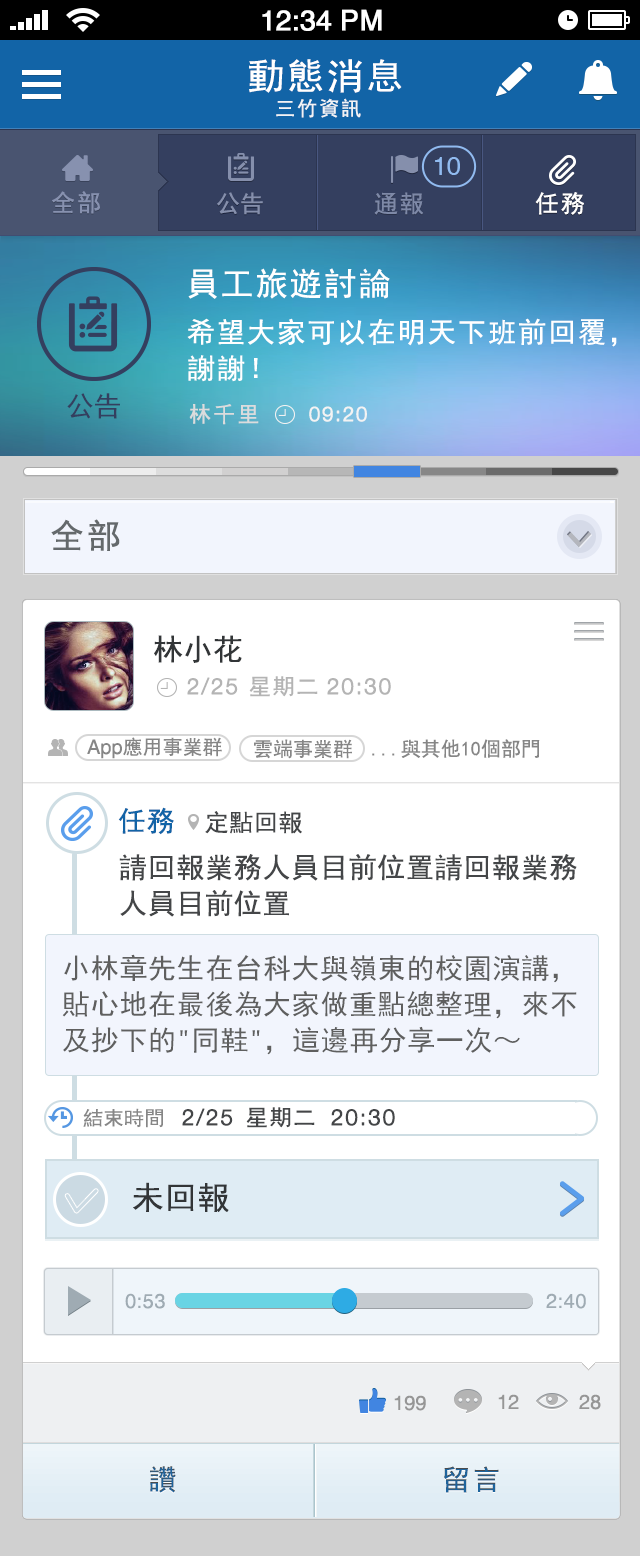 12:34 PM
動態消息
三竹資訊
全部
公告
通報
10
任務
員工旅遊討論
希望大家可以在明天下班前回覆，
謝謝！
公告
林千里 09:20
全部
林小花
2/25 星期二 20:30
App應用事業群 雲端事業群 ...與其他10個部門
任務 定點回報
請回報業務人員目前位置請回報業務
人員目前位置
小林章先生在台科大與嶺東的校園演講，
貼心地在最後為大家做重點總整理，來不
及抄下的"同鞋"，這邊再分享一次～
結束時間 2/25 星期二 20:30
未回報
0:53 2:40
199 12 28
讚 留言